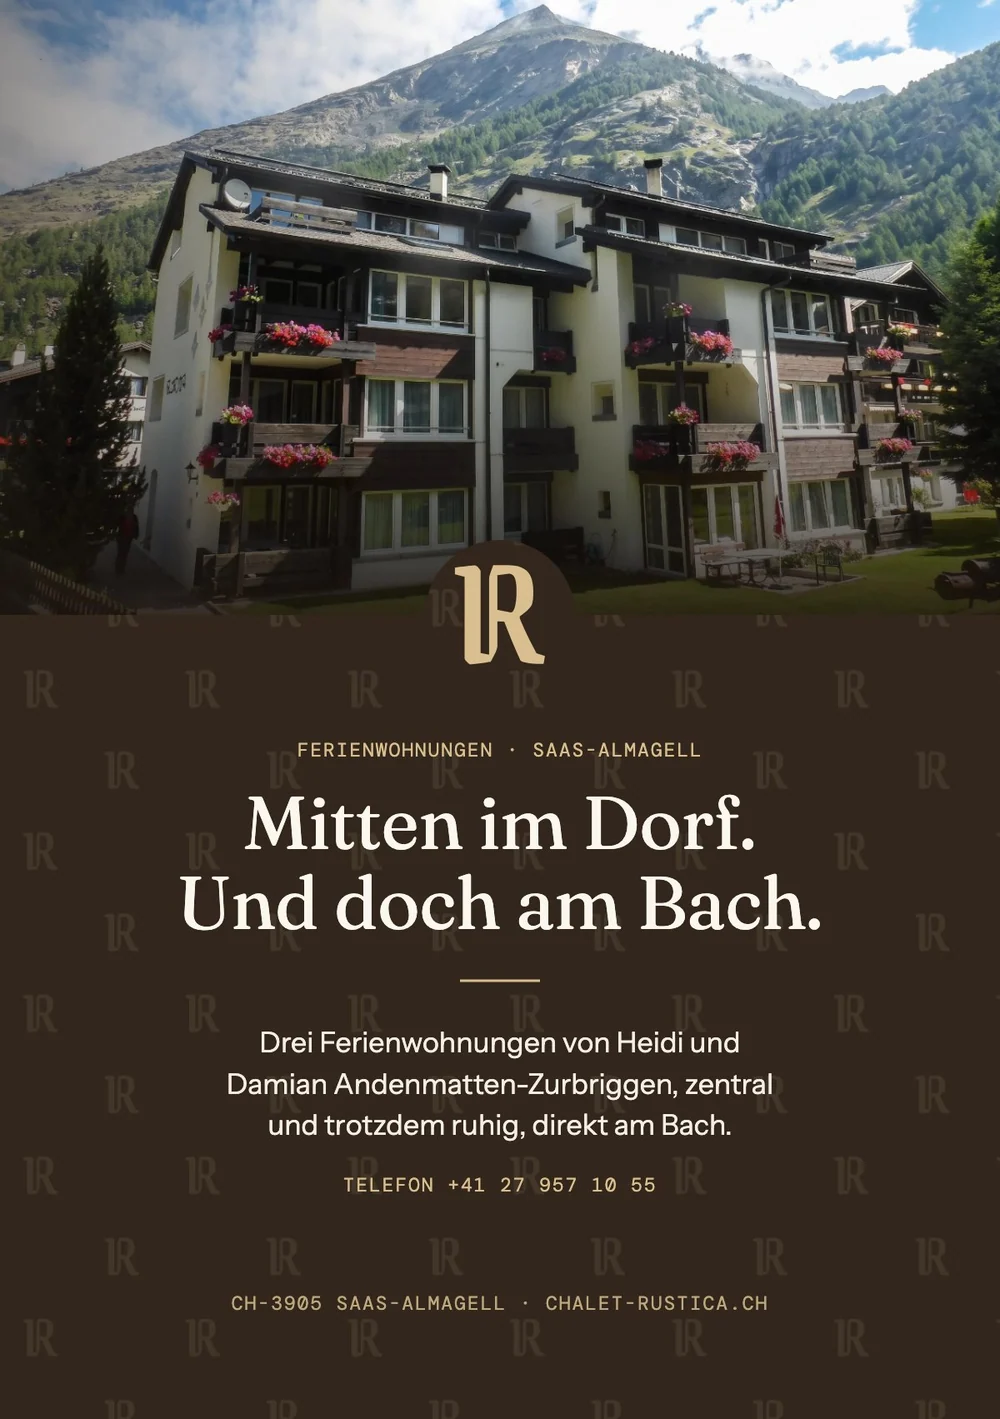 R
FERIENWOHNUNGEN · SAAS-ALMAGELL
Mitten im Dorf.
Und doch am Bach.
Drei Ferienwohnungen von Heidi und
Damian Andenmatten-Zurbriggen, zentral
und trotzdem ruhig, direkt am Bach.
TELEFON +41 27 957 10 55
CH-3905 SAAS-ALMAGELL · CHALET-RUSTICA.CH